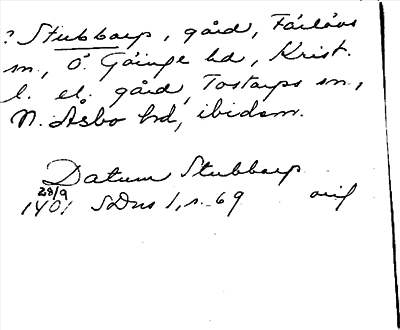 ? Stubbarp, gård, Färlövs
sn, Ö. Göinge hd, Krist.
l. el. gård, Tostarps sn,
N. Åsbo hd, ibidem.
Datum Stubbarp
28/9
1401 SDns 1, s. 69